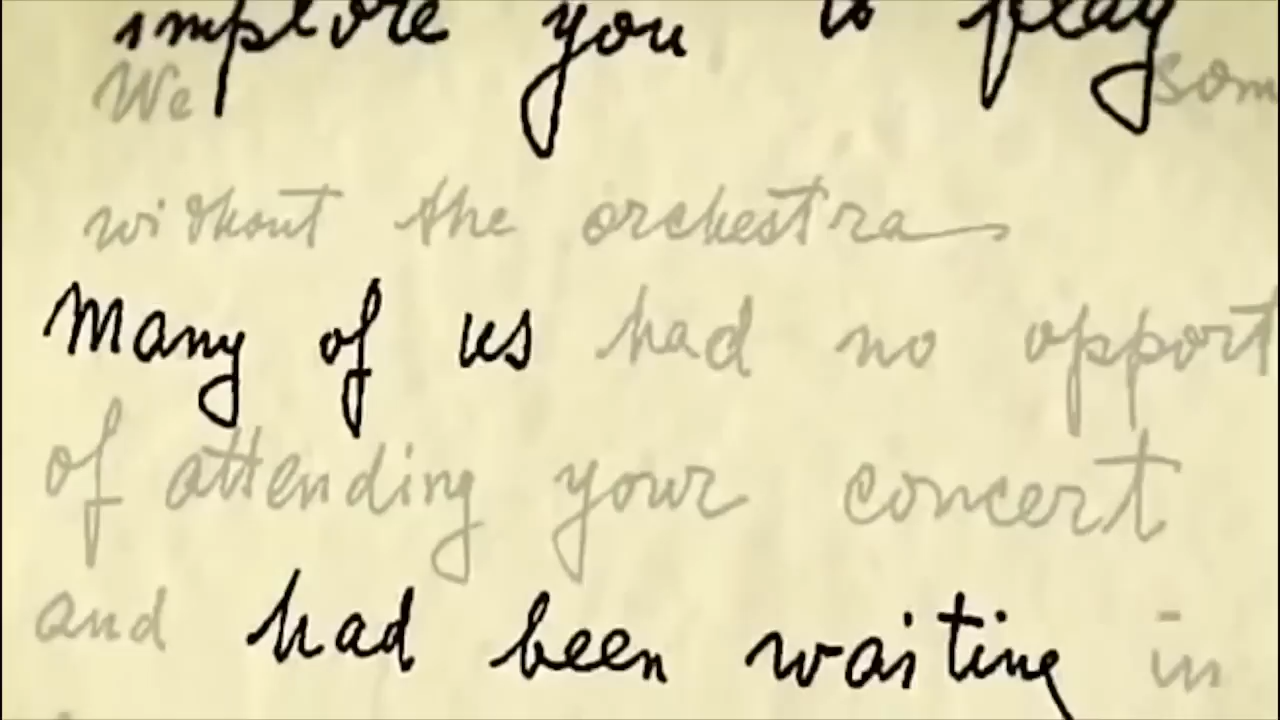 implore you to play
We som
without the orchestra
Many of us had no opport
of attending your concert
and had been waiting in